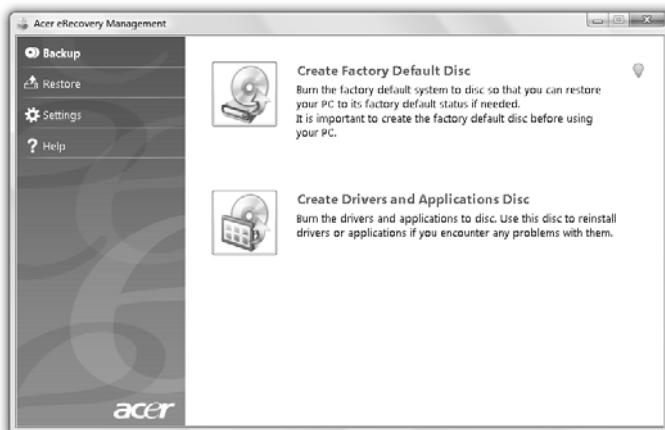 Acer eRecovery Management
Backup
Restore
Settings
? Help
Create Factory Default Disc
Burn the factory default system to disc so that you can restore
your PC to its factory default status if needed.
It is important to create the factory default disc before using
your PC.
Create Drivers and Applications Disc
Burn the drivers and applications to disc. Use this disc to reinstall
drivers or applications if you encounter any problems with them.
acer